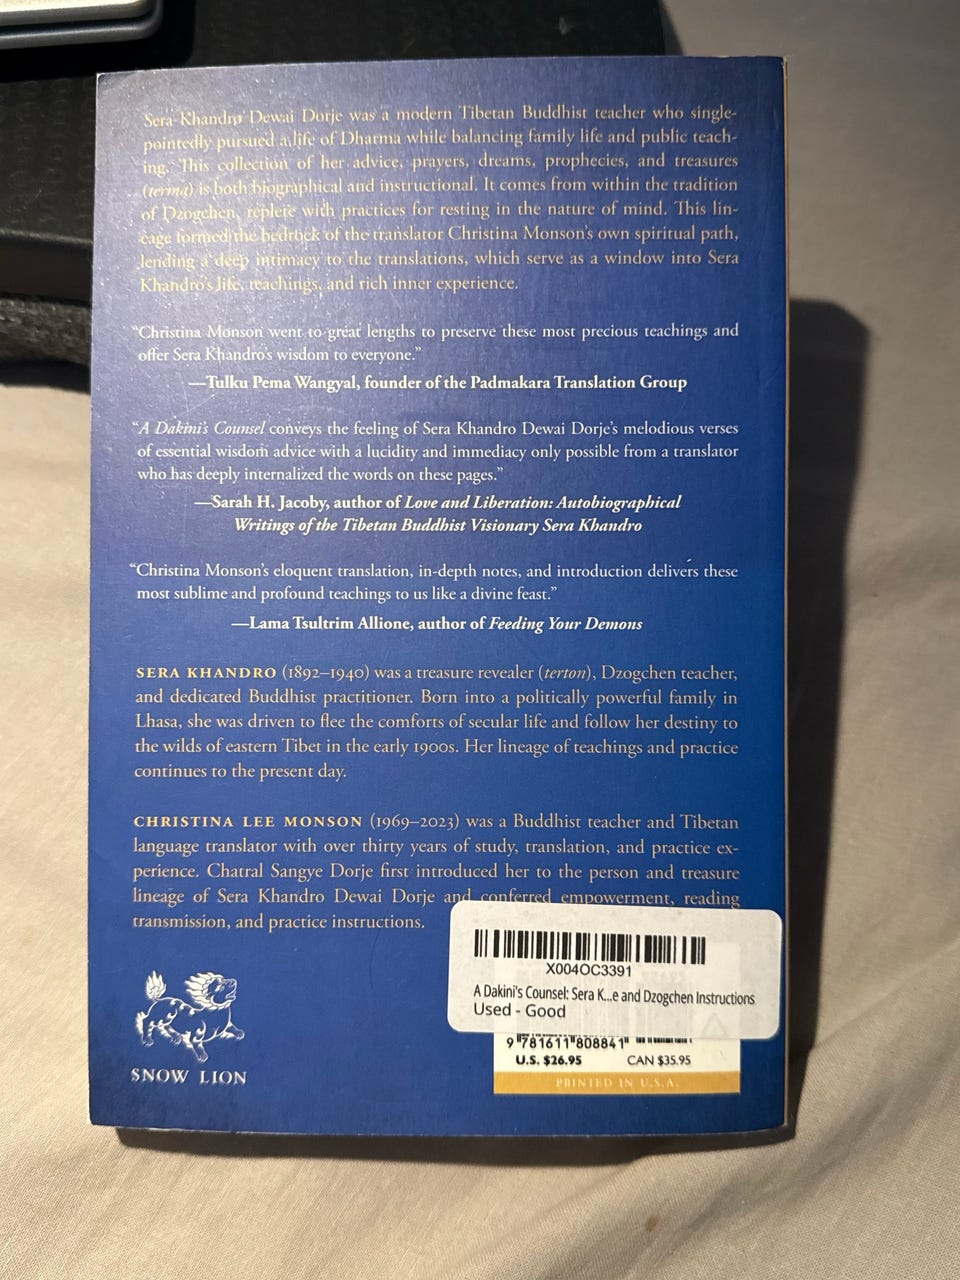 Sera Khandro Dewai Dorje was a modern Tibetan Buddhist teacher who single-
pointedly pursued a life of Dharma while balancing family life and public teach-
ing. This collection of her advice, prayers, dreams, prophecies, and treasures
(terma) is both biographical and instructional. It comes from within the tradition
of Dzogchen, replete with practices for resting in the nature of mind. This lin-
eage formed the bedrock of the translator Christina Monson's own spiritual path,
lending a deep intimacy to the translations, which serve as a window into Sera
Khandro's life, teachings, and rich inner experience.
“Christina Monson went to great lengths to preserve these most precious teachings and
offer Sera Khandro's wisdom to everyone.”
—Tulku Pema Wangyal, founder of the Padmakara Translation Group
“A Dakini's Counsel conveys the feeling of Sera Khandro Dewai Dorje's melodious verses
of essential wisdom advice with a lucidity and immediacy only possible from a translator
who has deeply internalized the words on these pages.”
—Sarah H. Jacoby, author of Love and Liberation: Autobiographical
Writings of the Tibetan Buddhist Visionary Sera Khandro
“Christina Monson's eloquent translation, in-depth notes, and introduction delivers these
most sublime and profound teachings to us like a divine feast.”
—Lama Tsultrim Allione, author of Feeding Your Demons
SERA KHANDRO (1892–1940) was a treasure revealer (terton), Dzogchen teacher,
and dedicated Buddhist practitioner. Born into a politically powerful family in
Lhasa, she was driven to flee the comforts of secular life and follow her destiny to
the wilds of eastern Tibet in the early 1900s. Her lineage of teachings and practice
continues to the present day.
CHRISTINA LEE MONSON (1969–2023) was a Buddhist teacher and Tibetan
language translator with over thirty years of study, translation, and practice ex-
perience. Chatral Sangye Dorje first introduced her to the person and treasure
lineage of Sera Khandro Dewai Dorje and conferred empowerment, reading
transmission, and practice instructions.
X004OC3391
A Dakini's Counsel: Sera K...e and Dzogchen Instructions
Used - Good
9 781611 808841
U.S. $26.95 CAN $35.95
PRINTED IN U.S.A.
SNOW LION